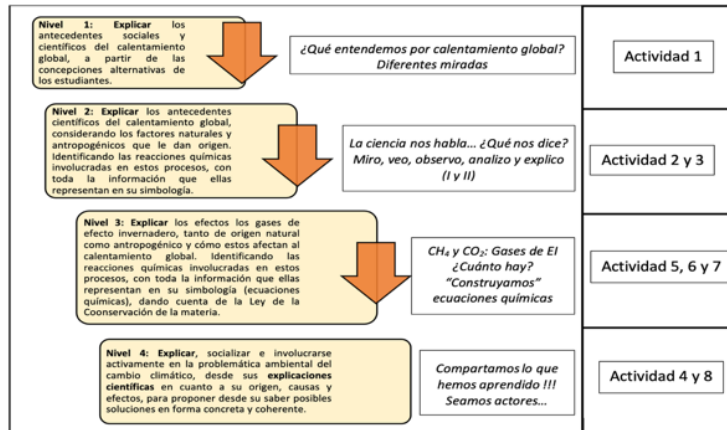 Nivel 1: Explicar los
antecedentes sociales y
científicos del calentamiento
global, a partir de las
concepciones alternativas de
los estudiantes.
¿Qué entendemos por calentamiento global?
Diferentes miradas
Actividad 1
Nivel 2: Explicar los antecedentes
científicos del calentamiento global,
considerando los factores naturales y
antropogénicos que le dan origen.
Identificando las reacciones químicas
involucradas en estos procesos, con
toda la información que ellas
representan en su simbología.
La ciencia nos habla... ¿Qué nos dice?
Miro, veo, observo, analizo y explico
(I y II)
Actividad 2 y 3
Nivel 3: Explicar los efectos los gases de
efecto invernadero, tanto de origen natural
como antropogénico y cómo estos afectan al
calentamiento global. Identificando las
reacciones químicas involucradas en estos
procesos, con toda la información que ellas
representan en su simbología (ecuaciones
químicas), dando cuenta de la Ley de la
Coonservación de la materia.
CH₄ y CO₂: Gases de EI
¿Cuánto hay?
“Construyamos”
ecuaciones químicas
Actividad 5, 6 y 7
Nivel 4: Explicar, socializar e involucrarse
activamente en la problemática ambiental del
cambio climático, desde sus explicaciones
científicas en cuanto a su origen, causas y
efectos, para proponer desde su saber posibles
soluciones en forma concreta y coherente.
Compartamos lo que
hemos aprendido !!!
Seamos actores...
Actividad 4 y 8